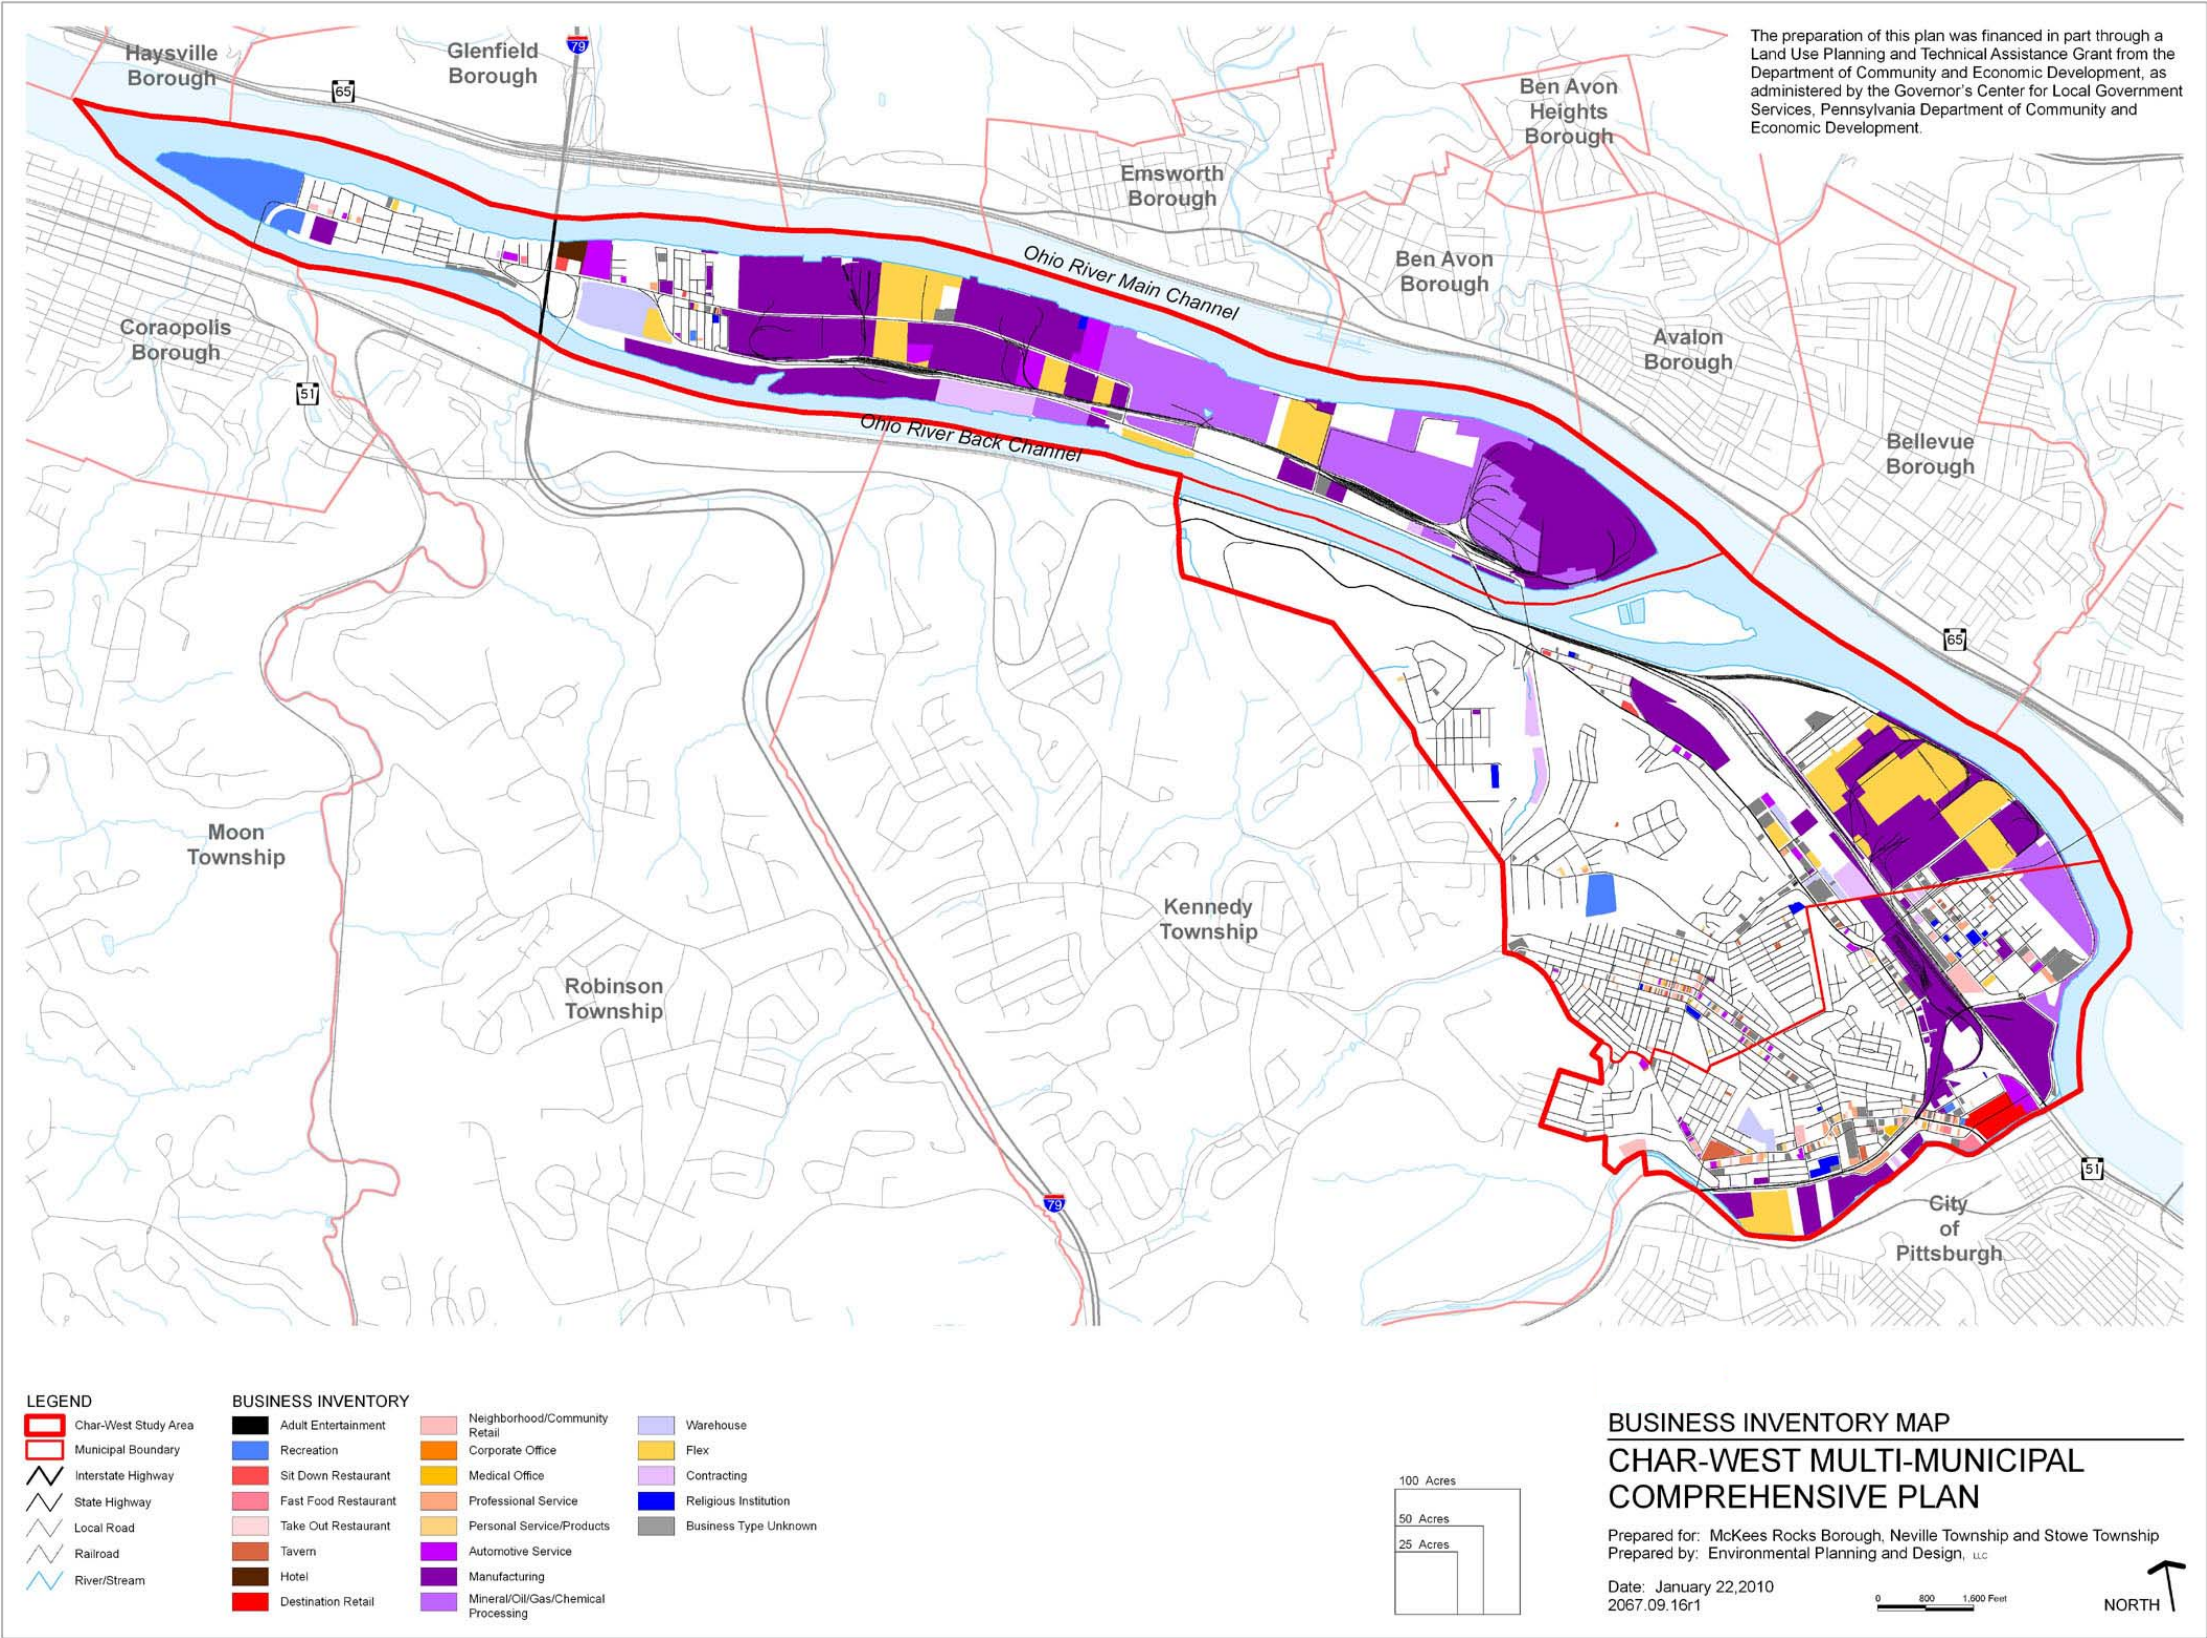 The preparation of this plan was financed in part through a
Land Use Planning and Technical Assistance Grant from the
Department of Community and Economic Development, as
administered by the Governor's Center for Local Government
Services, Pennsylvania Department of Community and
Economic Development.
Haysville
Borough
Glenfield
Borough
79
65
Ben Avon
Heights
Borough
Emsworth
Borough
Ohio River Main Channel
Ben Avon
Borough
Coraopolis
Borough
Avalon
Borough
51
Ohio River Back Channel
Bellevue
Borough
65
Moon
Township
Kennedy
Township
Robinson
Township
51
79
City
of
Pittsburgh
LEGEND
Char-West Study Area
Municipal Boundary
Interstate Highway
State Highway
Local Road
Railroad
River/Stream
BUSINESS INVENTORY
Adult Entertainment
Recreation
Sit Down Restaurant
Fast Food Restaurant
Take Out Restaurant
Tavern
Hotel
Destination Retail
Neighborhood/Community
Retail
Corporate Office
Medical Office
Professional Service
Personal Service/Products
Automotive Service
Manufacturing
Mineral/Oil/Gas/Chemical
Processing
Warehouse
Flex
Contracting
Religious Institution
Business Type Unknown
100 Acres
50 Acres
25 Acres
BUSINESS INVENTORY MAP
CHAR-WEST MULTI-MUNICIPAL
COMPREHENSIVE PLAN
Prepared for: McKees Rocks Borough, Neville Township and Stowe Township
Prepared by: Environmental Planning and Design, LLC
Date: January 22,2010
2067.09.16r1
0 800 1,600 Feet
NORTH